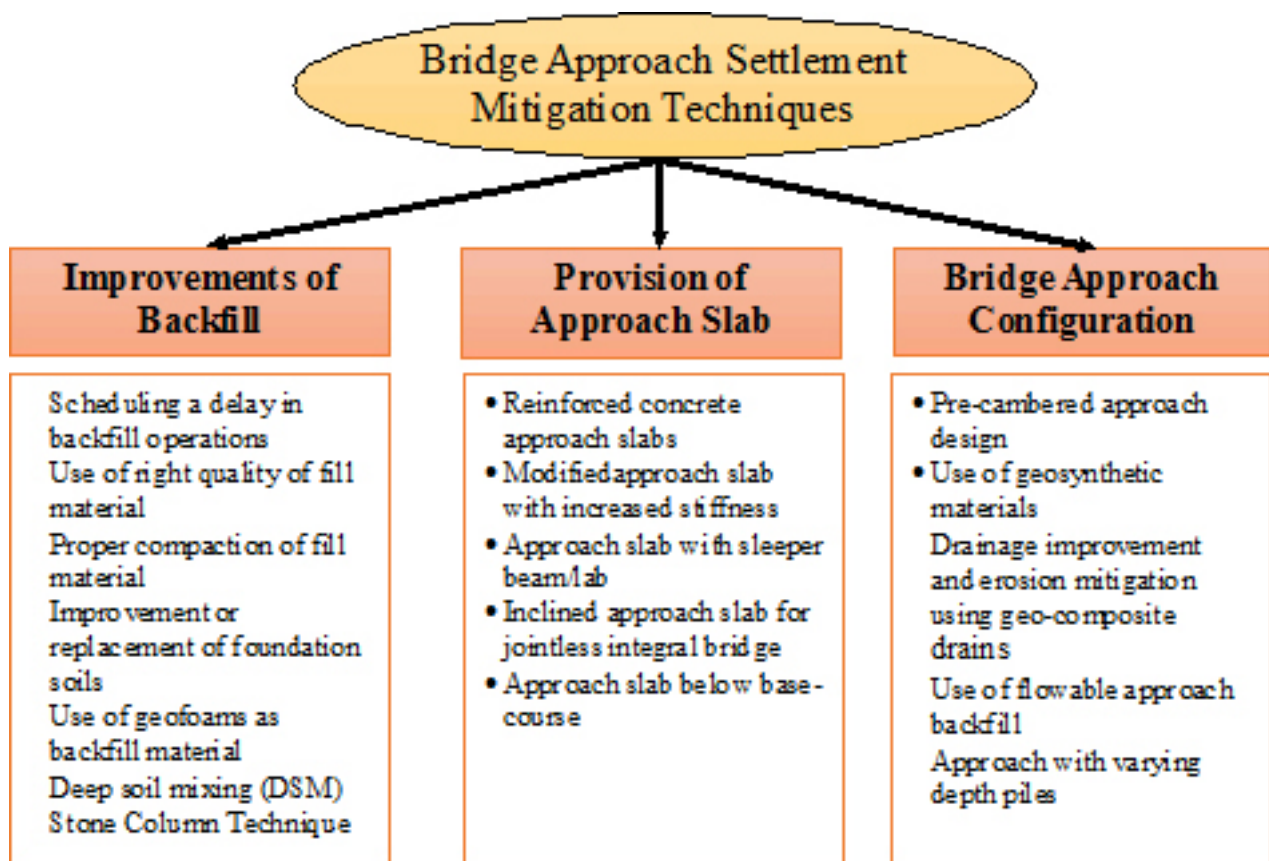 Bridge Approach Settlement
Mitigation Techniques
Improvements of
Backfill
Scheduling a delay in
backfill operations
Use of right quality of fill
material
Proper compaction of fill
material
Improvement or
replacement of foundation
soils
Use of geofoams as
backfill material
Deep soil mixing (DSM)
Stone Column Technique
Provision of
Approach Slab
• Reinforced concrete
approach slabs
• Modified approach slab
with increased stiffness
• Approach slab with sleeper
beam/lab
• Inclined approach slab for
jointless integral bridge
• Approach slab below base-
course
Bridge Approach
Configuration
• Pre-cambered approach
design
• Use of geosynthetic
materials
Drainage improvement
and erosion mitigation
using geo-composite
drains
Use of flowable approach
backfill
Approach with varying
depth piles